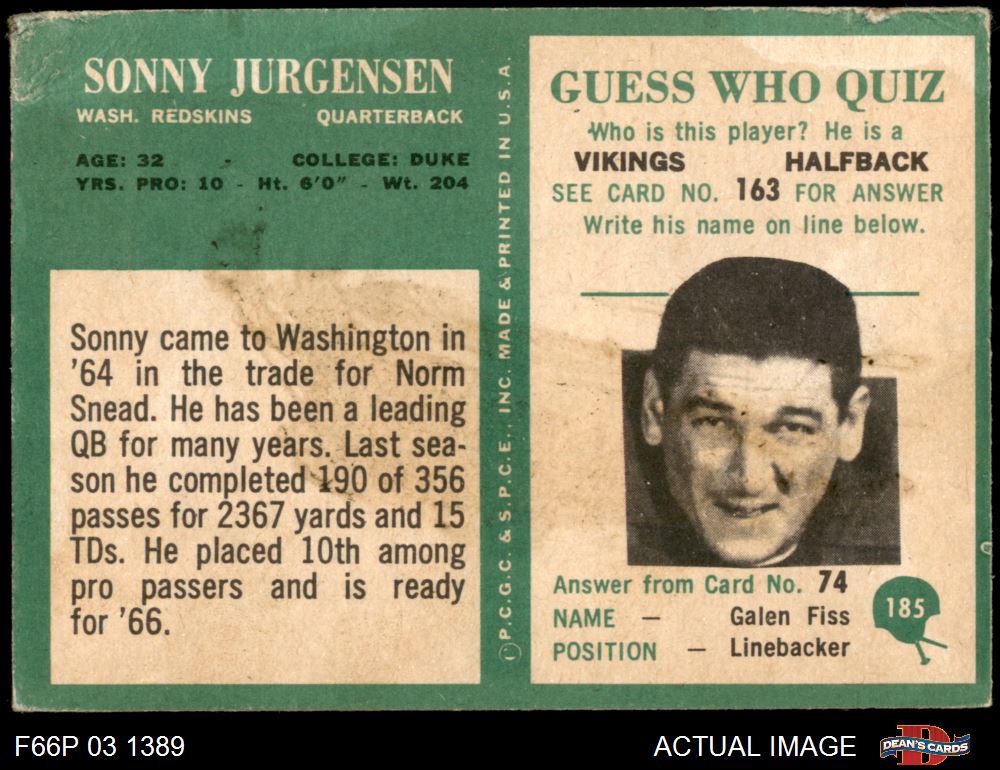 SONNY JURGENSEN
WASH. REDSKINS QUARTERBACK
AGE: 32 - COLLEGE: DUKE
YRS. PRO: 10 - Ht. 6'0" - Wt. 204
Sonny came to Washington in
'64 in the trade for Norm
Snead. He has been a leading
QB for many years. Last sea-
son he completed 190 of 356
passes for 2367 yards and 15
TDs. He placed 10th among
pro passers and is ready
for '66.
© P.C.G.C. & S.P.C.E., INC. MADE & PRINTED IN U.S.A.
GUESS WHO QUIZ
Who is this player? He is a
VIKINGS HALFBACK
SEE CARD NO. 163 FOR ANSWER
Write his name on line below.
Answer from Card No. 74
NAME — Galen Fiss
POSITION — Linebacker
185
F66P 03 1389
ACTUAL IMAGE
D
DEAN'S CARDS